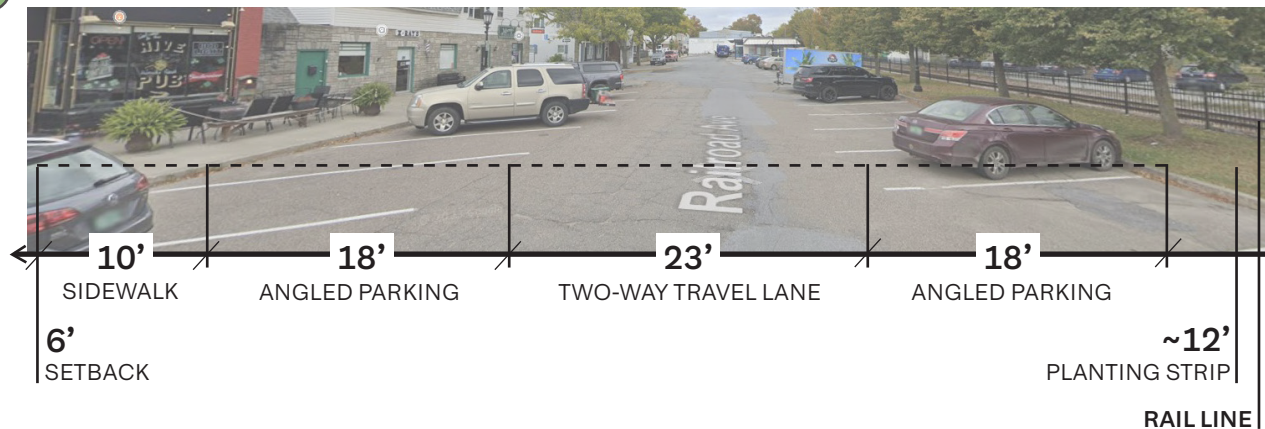 HIVE
PUB
Railroad Ave
10’
18’
23’
18’
SIDEWALK
ANGLED PARKING
TWO-WAY TRAVEL LANE
ANGLED PARKING
6’
SETBACK
~12’
PLANTING STRIP
RAIL LINE